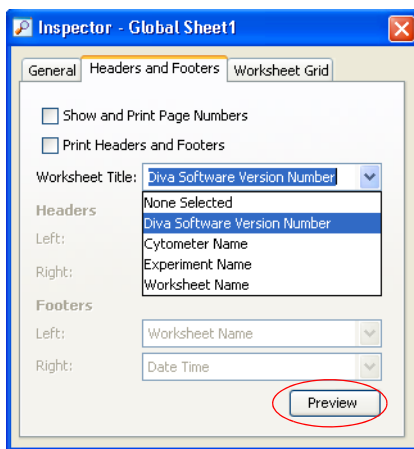 Inspector - Global Sheet1
General Headers and Footers Worksheet Grid
Show and Print Page Numbers
Print Headers and Footers
Worksheet Title: Diva Software Version Number
None Selected
Headers
Diva Software Version Number
Left:
Cytometer Name
Right:
Experiment Name
Worksheet Name
Footers
Left: Worksheet Name
Right: Date Time
Preview